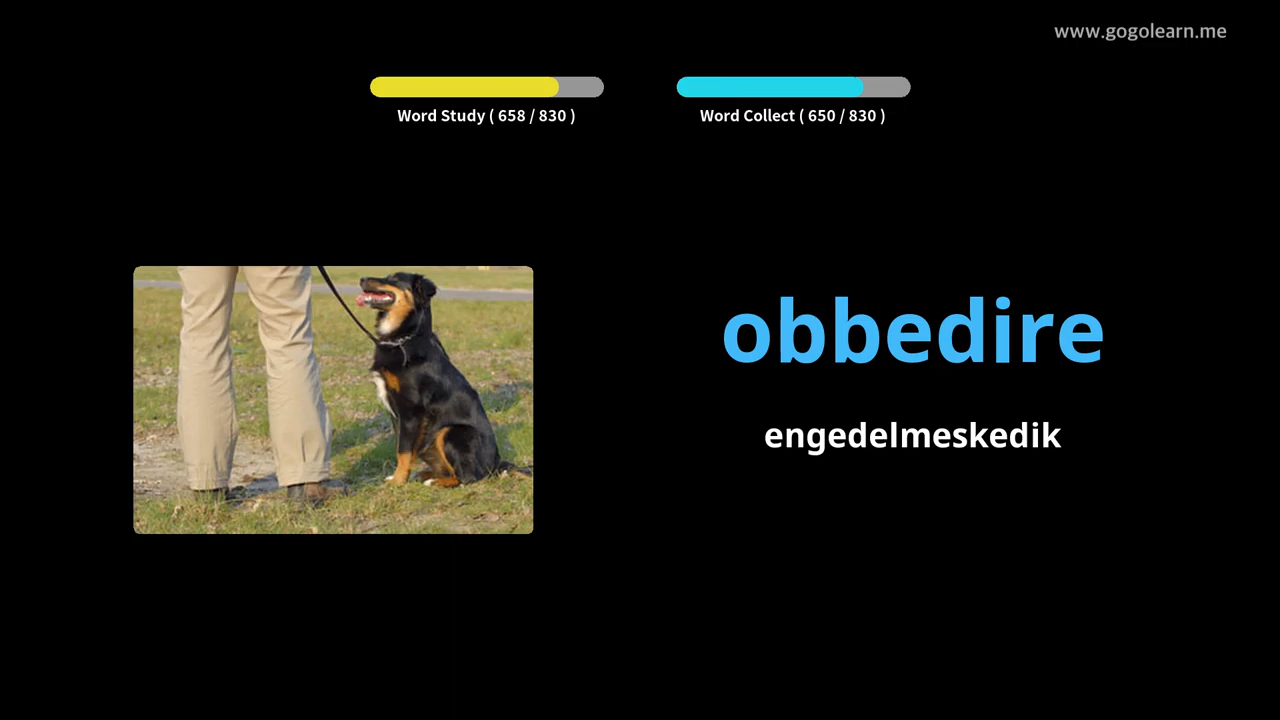 www.gogolearn.me
Word Study ( 658 / 830 )
Word Collect ( 650 / 830 )
obbedire
engedelmeskedik